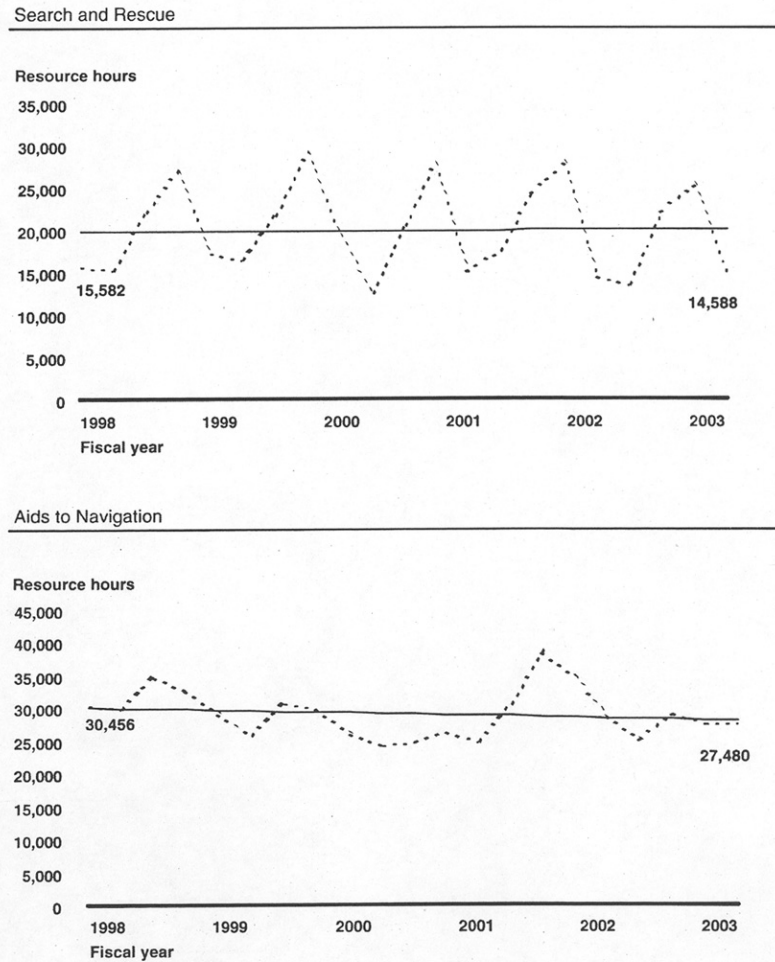 Search and Rescue
Resource hours
35,000
30,000
25,000
20,000
15,000
15,582
14,588
10,000
5,000
0
1998 1999 2000 2001 2002 2003
Fiscal year
Aids to Navigation
Resource hours
45,000
40,000
35,000
30,000
30,456
25,000
27,480
20,000
15,000
10,000
5,000
0
1998 1999 2000 2001 2002 2003
Fiscal year